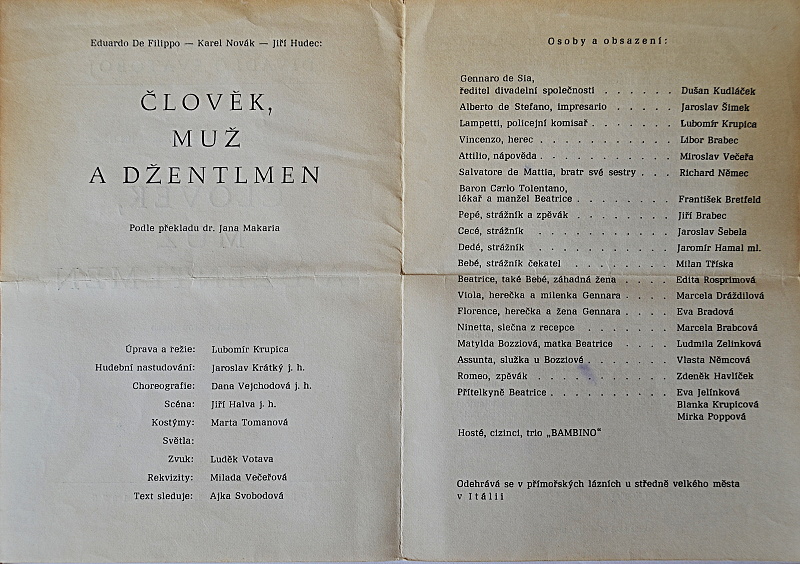 Eduardo De Filippo — Karel Novák — Jiří Hudec:
ČLOVĚK,
MUŽ
A DŽENTLMEN
Podle překladu dr. Jana Makaria
Úprava a režie: Lubomír Krupica
Hudební nastudování: Jaroslav Krátký j. h.
Choreografie: Dana Vejchodová j. h.
Scéna: Jiří Halva j. h.
Kostýmy: Marta Tomanová
Světla:
Zvuk: Luděk Votava
Rekvizity: Milada Večeřová
Text sleduje: Ajka Svobodová
Osoby a obsazení:
Gennaro de Sia,
ředitel divadelní společnosti . . . . . . Dušan Kudláček
Alberto de Stefano, impresario . . . . . Jaroslav Šimek
Lampetti, policejní komisař . . . . . . . Lubomír Krupica
Vincenzo, herec . . . . . . . . . . . Libor Brabec
Attilio, nápověda . . . . . . . . . . . Miroslav Večeřa
Salvatore de Mattia, bratr své sestry . . . Richard Němec
Baron Carlo Tolentano,
lékař a manžel Beatrice . . . . . . . . František Bretfeld
Pepé, strážník a zpěvák . . . . . . . . Jiří Brabec
Cecé, strážník . . . . . . . . . . . . Jaroslav Šebela
Dedé, strážník . . . . . . . . . . . Jaromír Hamal ml.
Bebé, strážník čekatel . . . . . . . . . Milan Tříska
Beatrice, také Bebé, záhadná žena . . . . Edita Rosprimová
Viola, herečka a milenka Gennara . . . . Marcela Dráždilová
Florence, herečka a žena Gennara . . . . Eva Bradová
Ninetta, slečna z recepce . . . . . . . Marcela Brabcová
Matylda Bozziová, matka Beatrice . . . . Ludmila Zelinková
Assunta, služka u Bozziové . . . . . . . Vlasta Němcová
Romeo, zpěvák . . . . . . . . . . . Zdeněk Havlíček
Přítelkyně Beatrice . . . . . . . . . . Eva Jelínková
Blanka Krupicová
Mirka Poppová
Hosté, cizinci, trio „BAMBINO“
Odehrává se v přímořských lázních u středně velkého města
v Itálii